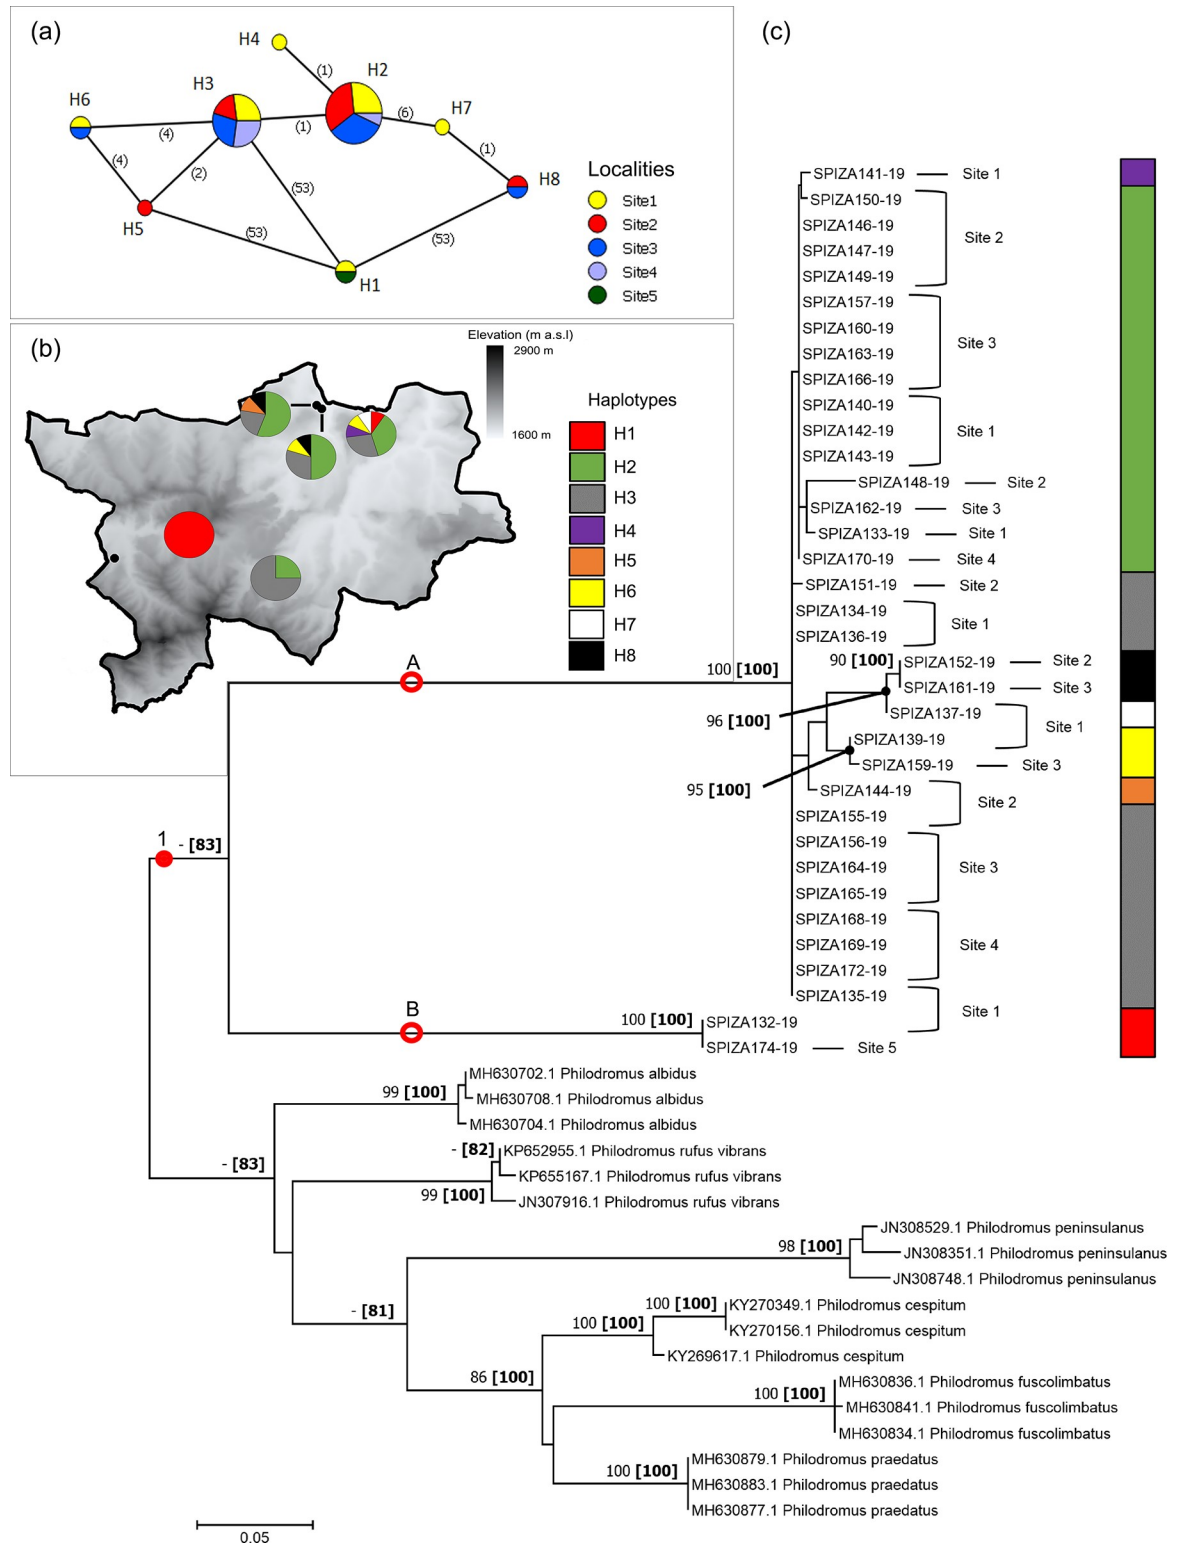 (a)
H4
(1)
H2
H3
H6
(4)
(1)
(6)
H7
(4)
(2)
(53)
(1)
H8
H5
(53)
(53)
H1
Localities
Site1
Site2
Site3
Site4
Site5
(b)
Elevation (m a.s.l)
2900 m
1600 m
Haplotypes
H1
H2
H3
H4
H5
H6
H7
H8
(c)
SPIZA141-19 Site 1
SPIZA150-19
SPIZA146-19
Site 2
SPIZA147-19
SPIZA149-19
SPIZA157-19
SPIZA160-19
Site 3
SPIZA163-19
SPIZA166-19
SPIZA140-19
SPIZA142-19
Site 1
SPIZA143-19
SPIZA148-19 Site 2
SPIZA162-19 Site 3
SPIZA133-19 Site 1
SPIZA170-19 Site 4
SPIZA151-19 Site 2
SPIZA134-19
Site 1
SPIZA136-19
A
100 [100]
90 [100]
SPIZA152-19 Site 2
SPIZA161-19 Site 3
96 [100]
SPIZA137-19
Site 1
SPIZA139-19
SPIZA159-19 Site 3
95 [100]
SPIZA144-19
Site 2
SPIZA155-19
1
- [83]
SPIZA156-19
SPIZA164-19
Site 3
SPIZA165-19
SPIZA168-19
SPIZA169-19
Site 4
SPIZA172-19
SPIZA135-19
Site 1
B
100 [100]
SPIZA132-19
SPIZA174-19 Site 5
MH630702.1 Philodromus albidus
99 [100]
MH630708.1 Philodromus albidus
MH630704.1 Philodromus albidus
- [82]
KP652955.1 Philodromus rufus vibrans
- [83]
KP655167.1 Philodromus rufus vibrans
99 [100]
JN307916.1 Philodromus rufus vibrans
JN308529.1 Philodromus peninsulanus
98 [100]
JN308351.1 Philodromus peninsulanus
JN308748.1 Philodromus peninsulanus
- [81]
100 [100]
KY270349.1 Philodromus cespitum
100 [100]
KY270156.1 Philodromus cespitum
KY269617.1 Philodromus cespitum
86 [100]
MH630836.1 Philodromus fuscolimbatus
100 [100]
MH630841.1 Philodromus fuscolimbatus
MH630834.1 Philodromus fuscolimbatus
MH630879.1 Philodromus praedatus
100 [100]
MH630883.1 Philodromus praedatus
MH630877.1 Philodromus praedatus
0.05